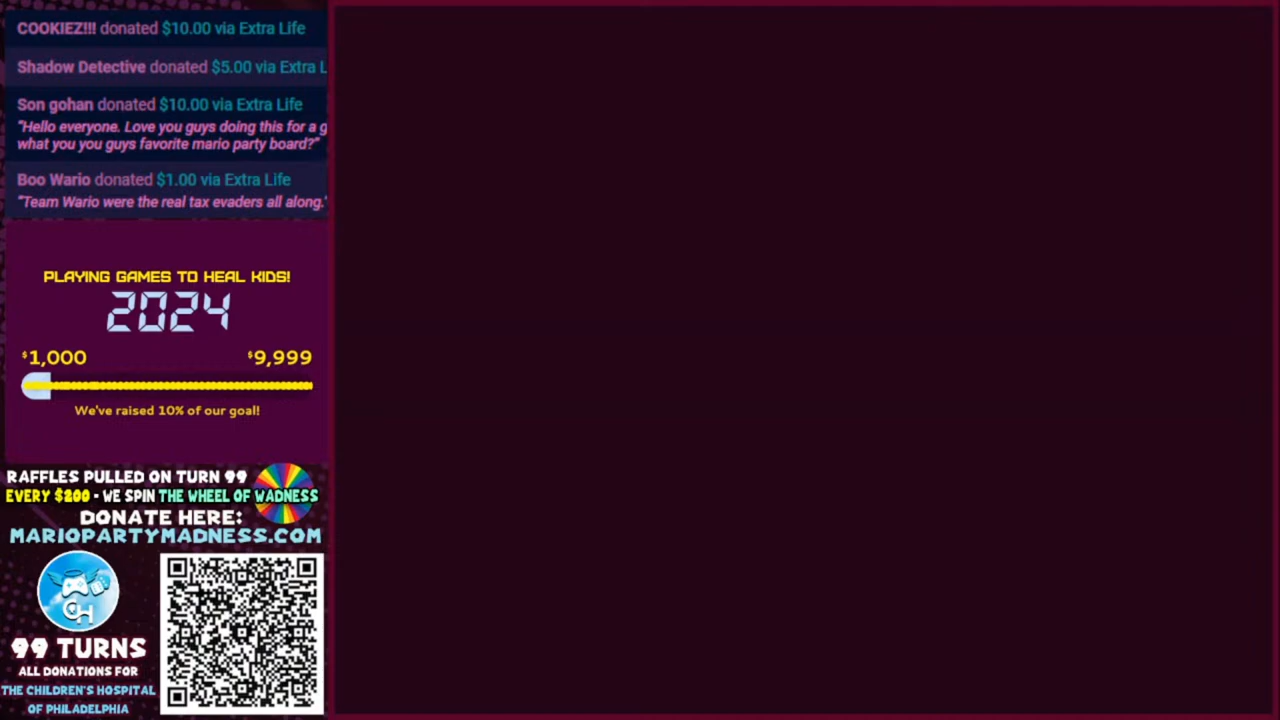 COOKIEZ!!! donated $10.00 via Extra Life
Shadow Detective donated $5.00 via Extra L
Son gohan donated $10.00 via Extra Life
"Hello everyone. Love you guys doing this for a g
what you you guys favorite mario party board?"
Boo Wario donated $1.00 via Extra Life
"Team Wario were the real tax evaders all along.'
PLAYING GAMES TO HEAL KIDS!
2024
$1,000 $9,999
We've raised 10% of our goal!
RAFFLES PULLED ON TURN 99
EVERY $200 - WE SPIN THE WHEEL OF WADNESS
DONATE HERE:
MARIOPARTYMADNESS.COM
GH
99 TURNS
ALL DONATIONS FOR
THE CHILDREN'S HOSPITAL
OF PHILADELPHIA